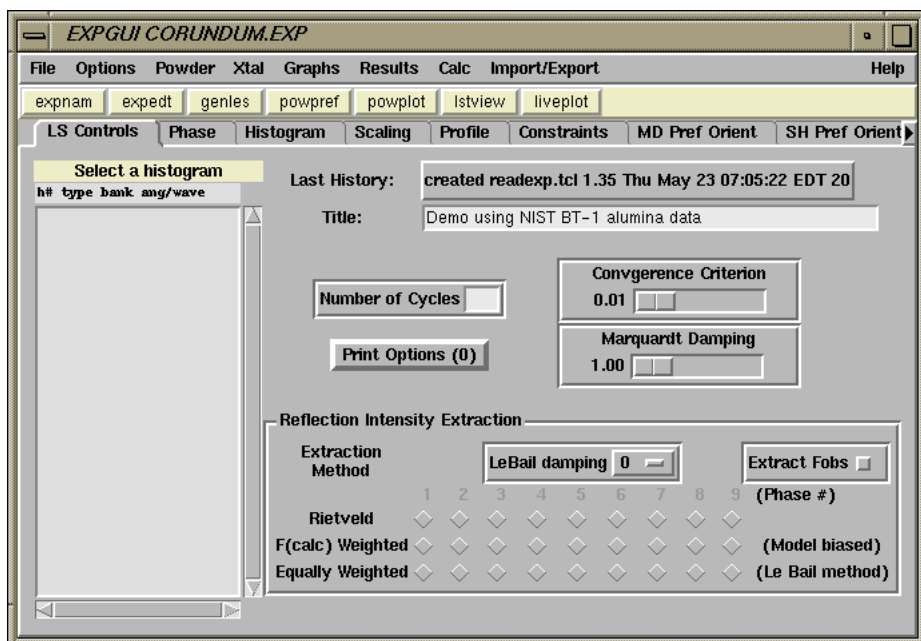 EXPGUI CORUNDUM.EXP
File Options Powder Xtal Graphs Results Calc Import/Export Help
expnam expedt genles powpref powplot lstview liveplot
LS Controls Phase Histogram Scaling Profile Constraints MD Pref Orient SH Pref Orient
Select a histogram
h# type bank ang/wave
Last History: created readexp.tcl 1.35 Thu May 23 07:05:22 EDT 20
Title: Demo using NIST BT-1 alumina data
Number of Cycles
Convgerence Criterion
0.01
Print Options (0)
Marquardt Damping
1.00
Reflection Intensity Extraction
Extraction
Method
LeBail damping 0 Extract Fobs
1 2 3 4 5 6 7 8 9 (Phase #)
Rietveld
F(calc) Weighted (Model biased)
Equally Weighted (Le Bail method)